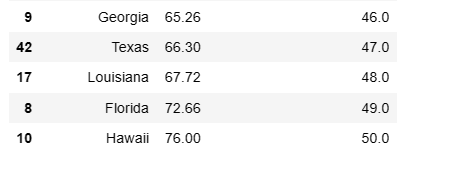 9 Georgia 65.26 46.0
42 Texas 66.30 47.0
17 Louisiana 67.72 48.0
8 Florida 72.66 49.0
10 Hawaii 76.00 50.0